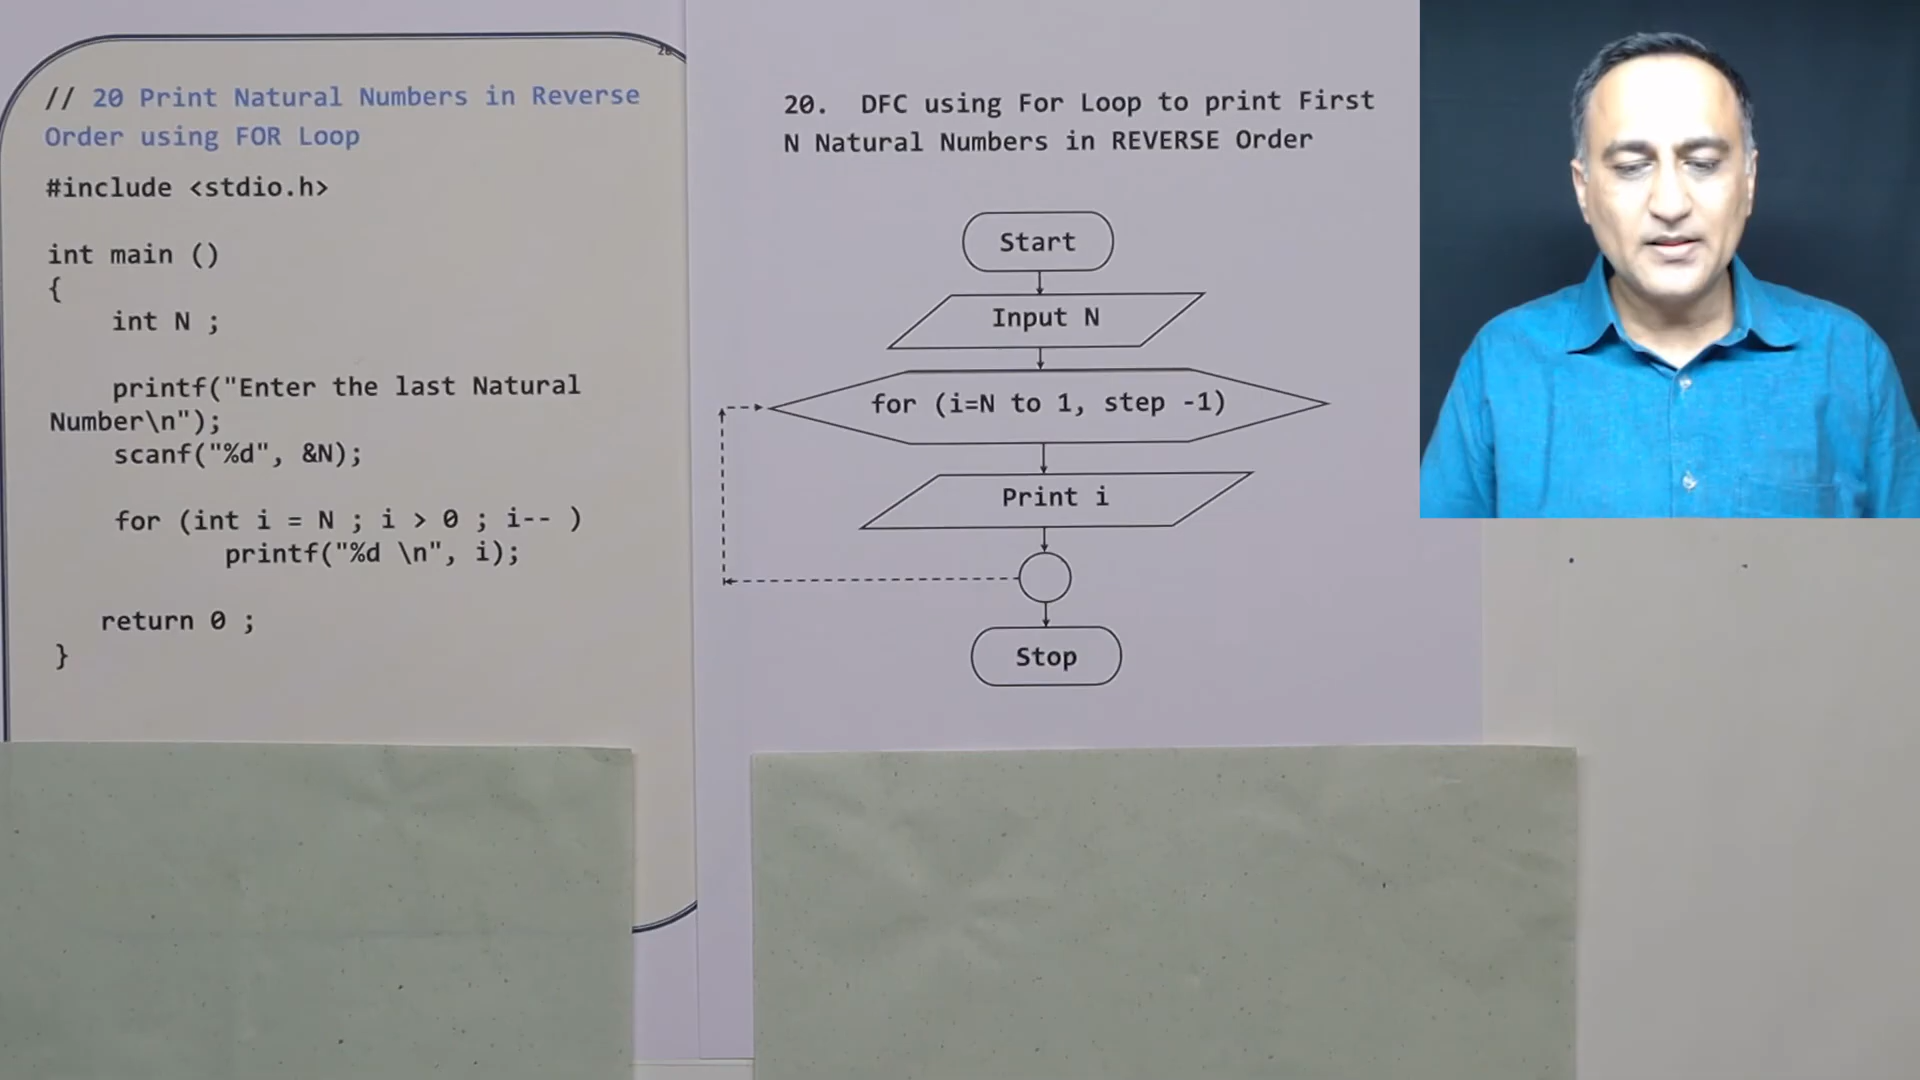 // 20 Print Natural Numbers in Reverse
Order using FOR Loop
#include <stdio.h>
int main ()
{
int N ;
printf("Enter the last Natural
Number\n");
scanf("%d", &N);
for (int i = N ; i > 0 ; i-- )
printf("%d \n", i);
return 0 ;
}
20. DFC using For Loop to print First
N Natural Numbers in REVERSE Order
Start
Input N
for (i=N to 1, step -1)
Print i
Stop